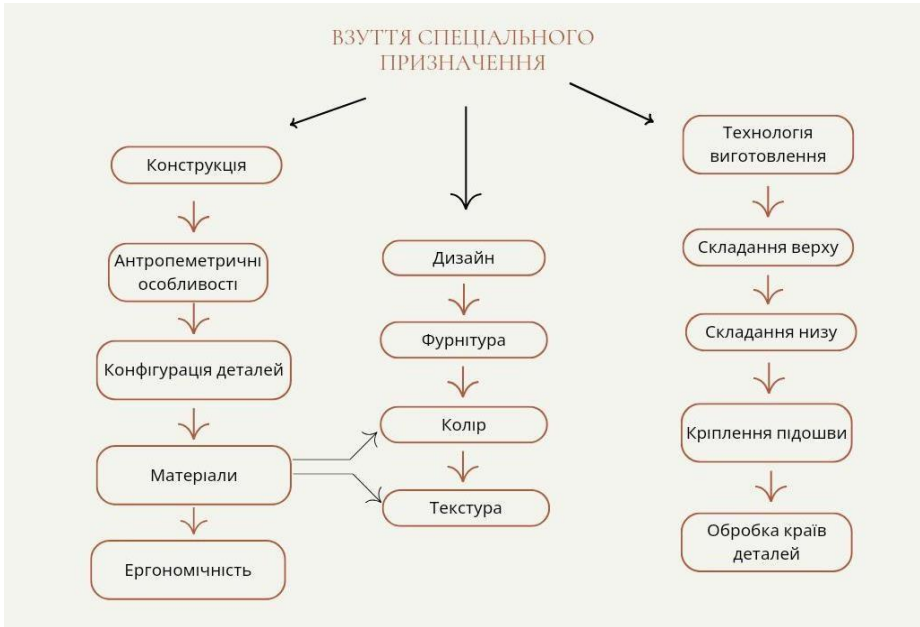 ВЗУТТЯ СПЕЦІАЛЬНОГО
ПРИЗНАЧЕННЯ
Конструкція
Антропеметричні
особливості
Конфігурація деталей
Матеріали
Ергономічність
Дизайн
Фурнітура
Колір
Текстура
Технологія
виготовлення
Складання верху
Складання низу
Кріплення підошви
Обробка країв
деталей